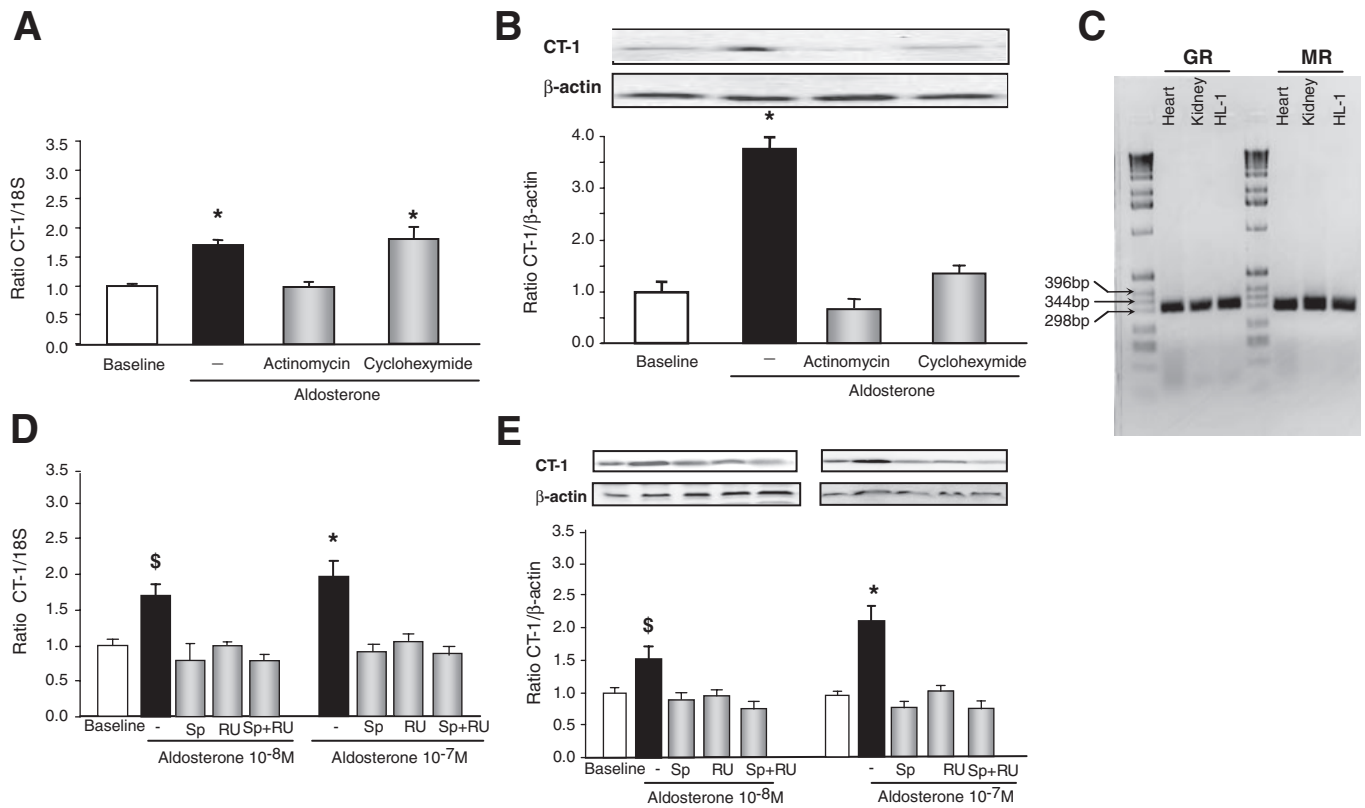 A
3.5
3.0
2.5
2.0
1.5
1.0
0.5
0.0
Ratio CT-1/18S
*
*
Baseline
–
Actinomycin
Cyclohexymide
Aldosterone
B
CT-1
β-actin
4.0
3.0
2.0
1.0
0.0
Ratio CT-1/β-actin
*
Baseline
–
Actinomycin
Cyclohexymide
Aldosterone
C
GR
MR
Heart
Kidney
HL-1
Heart
Kidney
HL-1
396bp
344bp
298bp
D
3.5
3.0
2.5
2.0
1.5
1.0
0.5
0.0
Ratio CT-1/18S
$
*
Baseline
-
Sp
RU
Sp+RU
-
Sp
RU
Sp+RU
Aldosterone 10-8M
Aldosterone 10-7M
E
CT-1
β-actin
3.5
3.0
2.5
2.0
1.5
1.0
0.5
0.0
Ratio CT-1/β-actin
$
*
Baseline
-
Sp
RU
Sp+RU
-
Sp
RU
Sp+RU
Aldosterone 10-8M
Aldosterone 10-7M